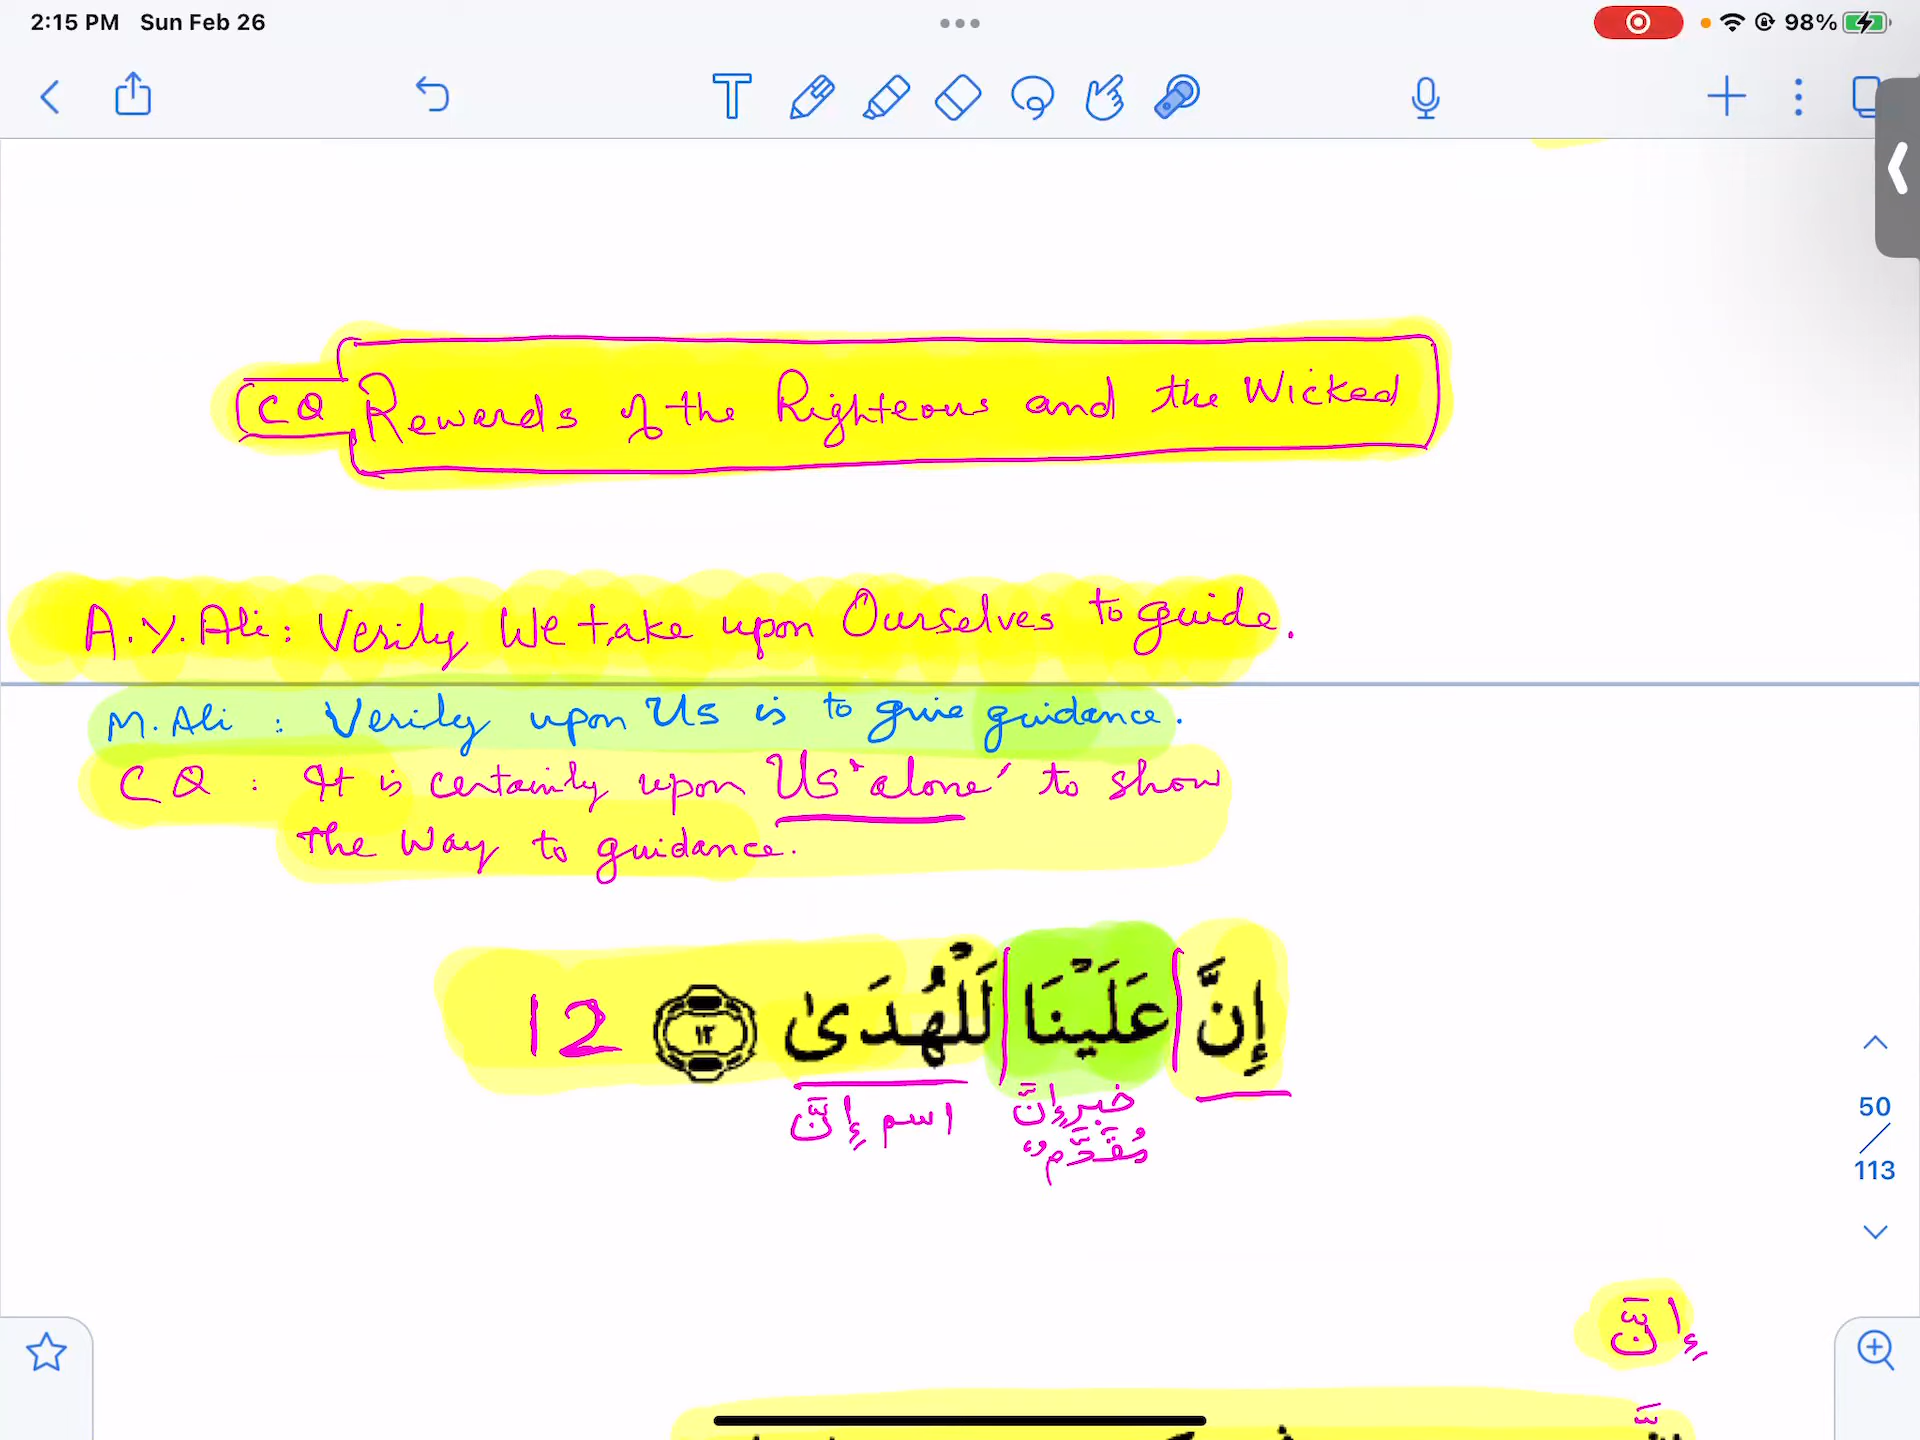 2:15 PM Sun Feb 26
98%
CQ Rewards of the Righteous and the Wicked
A.Y. Ali: Verily We take upon Ourselves to guide.
M. Ali : Verily upon Us is to give guidance.
CQ : It is certainly upon Us 'alone' to show
The Way to guidance.
إِنَّ عَلَيْنَا لَلْهُدَىٰ ١٢ 12
خبر إِنَّ اسم إِنَّ
مُقَدَّمٌ
50
113
إِنَّ